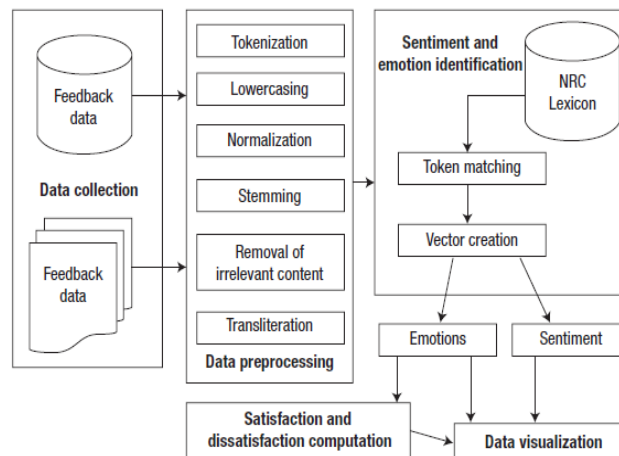 Feedback
data
Data collection
Feedback
data
Tokenization
Lowercasing
Normalization
Stemming
Removal of
irrelevant content
Transliteration
Data preprocessing
Sentiment and
emotion identification
NRC
Lexicon
Token matching
Vector creation
Emotions
Sentiment
Satisfaction and
dissatisfaction computation
Data visualization